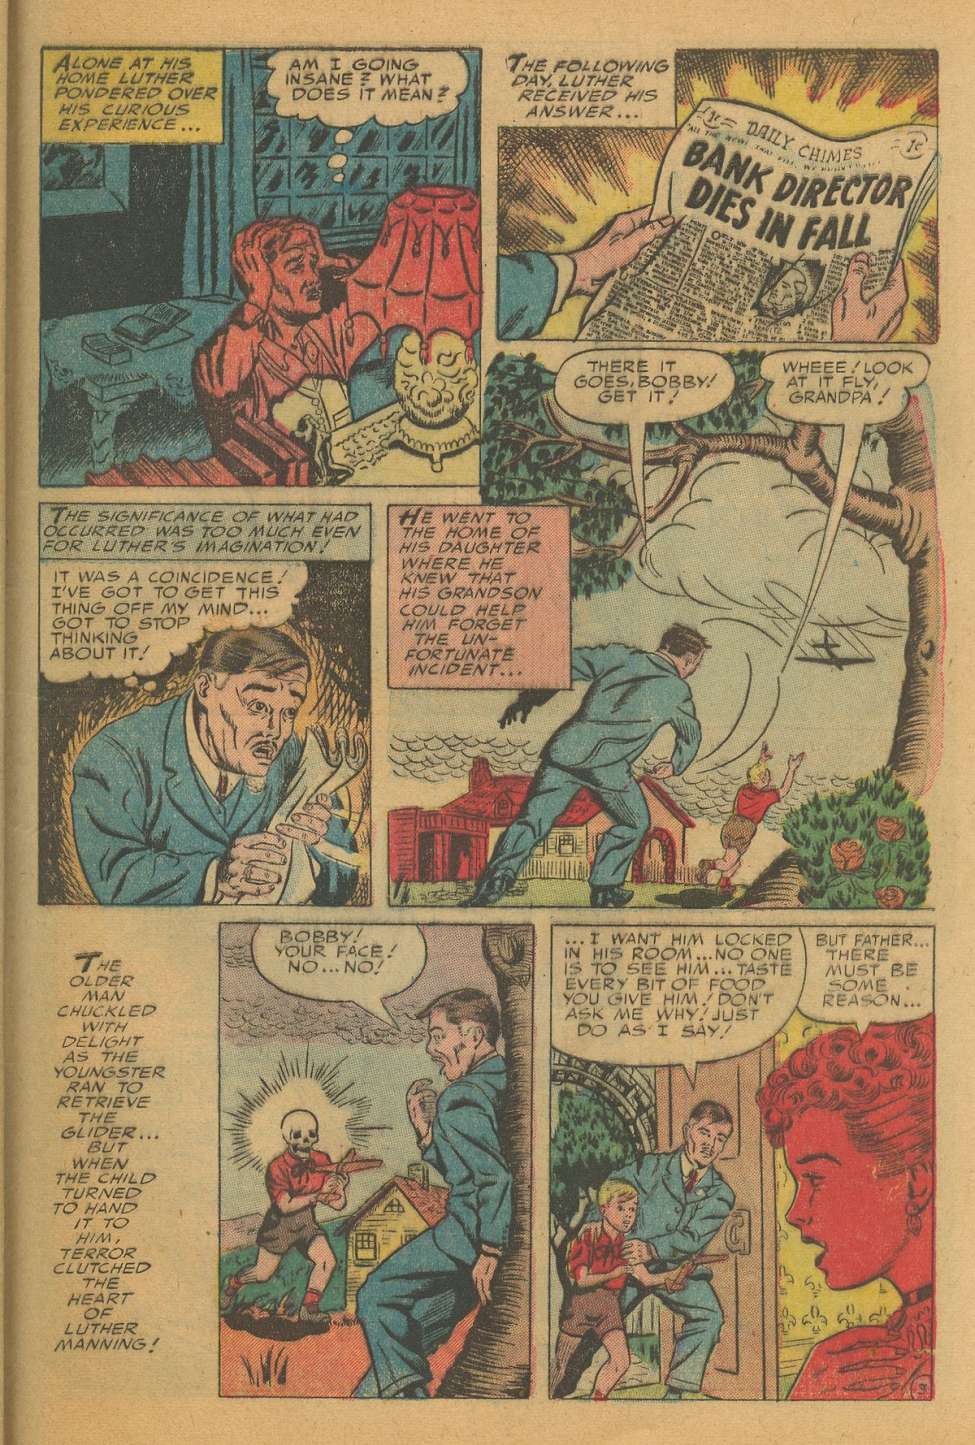 ALONE AT HIS
HOME LUTHER
PONDERED OVER
HIS CURIOUS
EXPERIENCE...
AM I GOING
INSANE? WHAT
DOES IT MEAN?
THE FOLLOWING
DAY, LUTHER
RECEIVED HIS
ANSWER...
1¢
DAILY CHIMES
1¢
BANK DIRECTOR
DIES IN FALL
THE SIGNIFICANCE OF WHAT HAD
OCCURRED WAS TOO MUCH EVEN
FOR LUTHER'S IMAGINATION!
IT WAS A COINCIDENCE!
I'VE GOT TO GET THIS
THING OFF MY MIND...
GOT TO STOP
THINKING
ABOUT IT!
HE WENT TO
THE HOME OF
HIS DAUGHTER
WHERE HE
KNEW THAT
HIS GRANDSON
COULD HELP
HIM FORGET
THE UN-
FORTUNATE
INCIDENT...
THERE IT
GOES, BOBBY!
GET IT!
WHEEE! LOOK
AT IT FLY,
GRANDPA!
THE
OLDER
MAN
CHUCKLED
WITH
DELIGHT
AS THE
YOUNGSTER
RAN TO
RETRIEVE
THE
GLIDER...
BUT
WHEN
THE CHILD
TURNED
TO HAND
IT TO
HIM,
TERROR
CLUTCHED
THE
HEART
OF
LUTHER
MANNING!
BOBBY!
YOUR FACE!
NO...NO!
...I WANT HIM LOCKED
IN HIS ROOM...NO ONE
IS TO SEE HIM...TASTE
EVERY BIT OF FOOD
YOU GIVE HIM! DON'T
ASK ME WHY! JUST
DO AS I SAY!
BUT FATHER...
THERE
MUST BE
SOME
REASON...